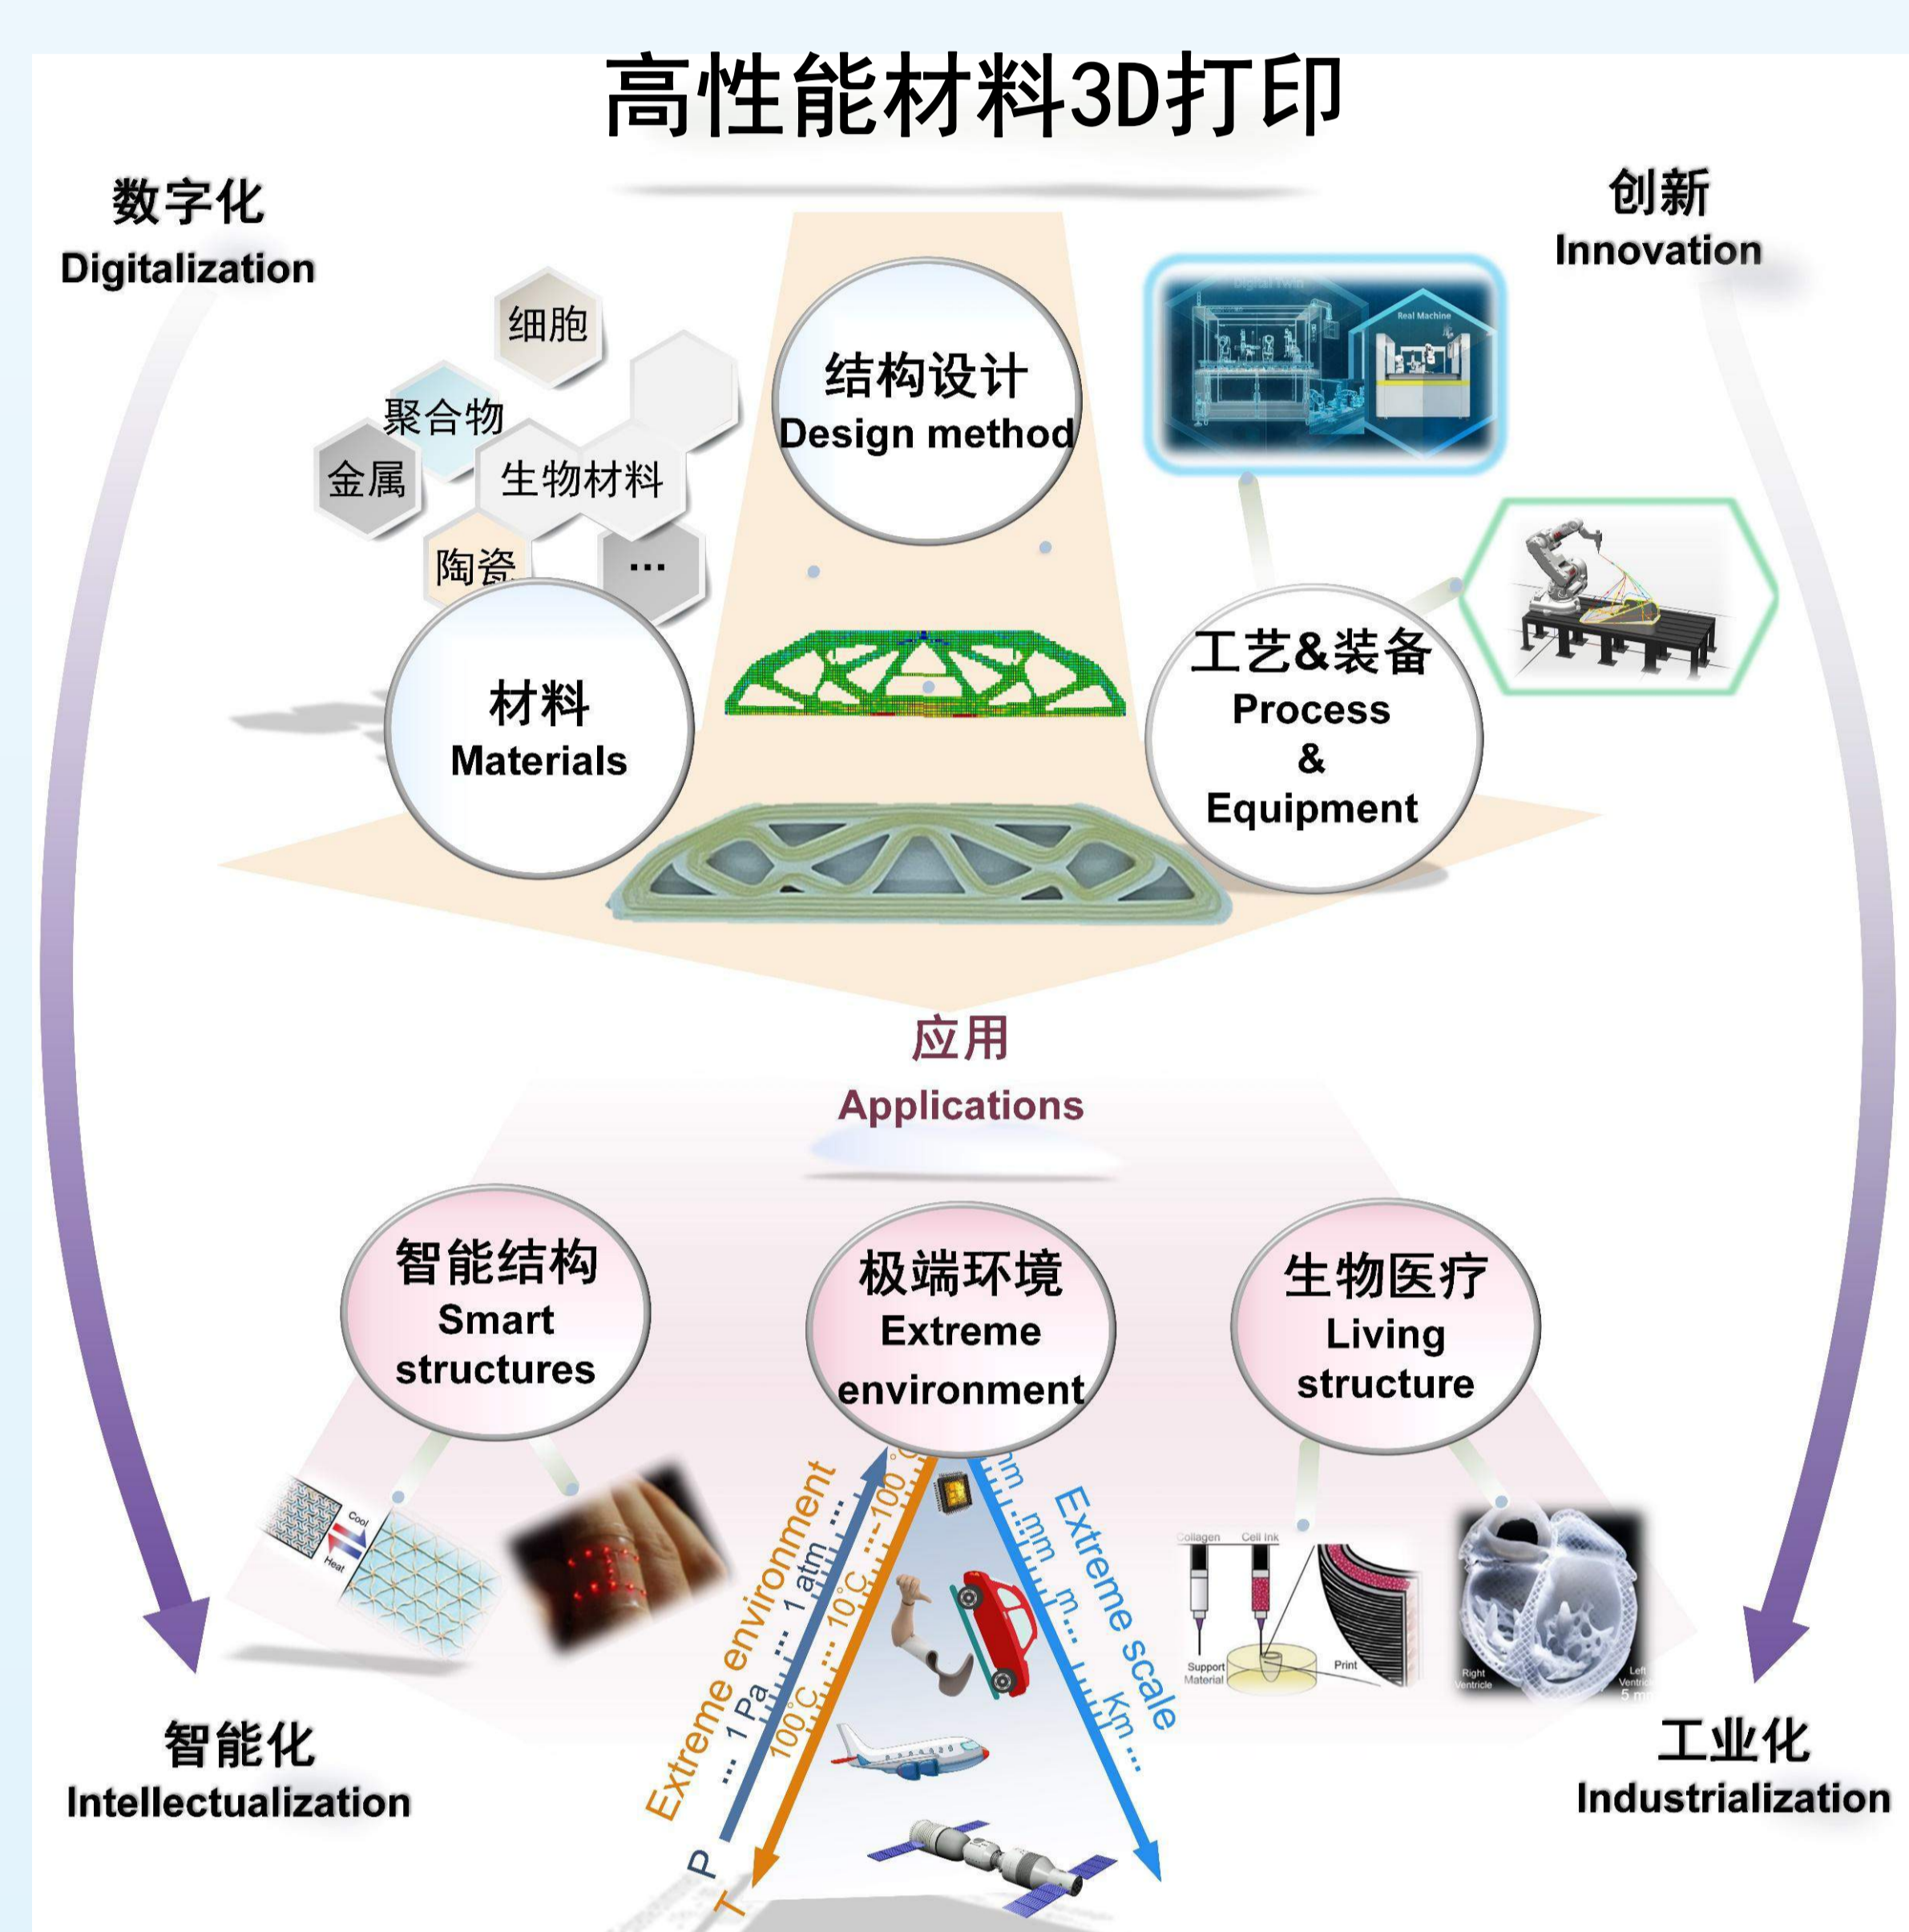 高性能材料3D打印
数字化
Digitalization
创新
Innovation
细胞
聚合物
金属
生物材料
陶瓷
...
结构设计
Design method
Digital Twin
Real Machine
材料
Materials
工艺&装备
Process
&
Equipment
应用
Applications
智能结构
Smart
structures
极端环境
Extreme
environment
生物医疗
Living
structure
Cool
Heat
Extreme environment
P ... 1 Pa ... 1 atm ...
T 100°C ... 10°C ...-100°C
mm m... Km ...
Extreme scale
Collagen
Cell Ink
Support
Material
Print
Right
Ventricle
Left
5 mm
智能化
Intellectualization
工业化
Industrialization